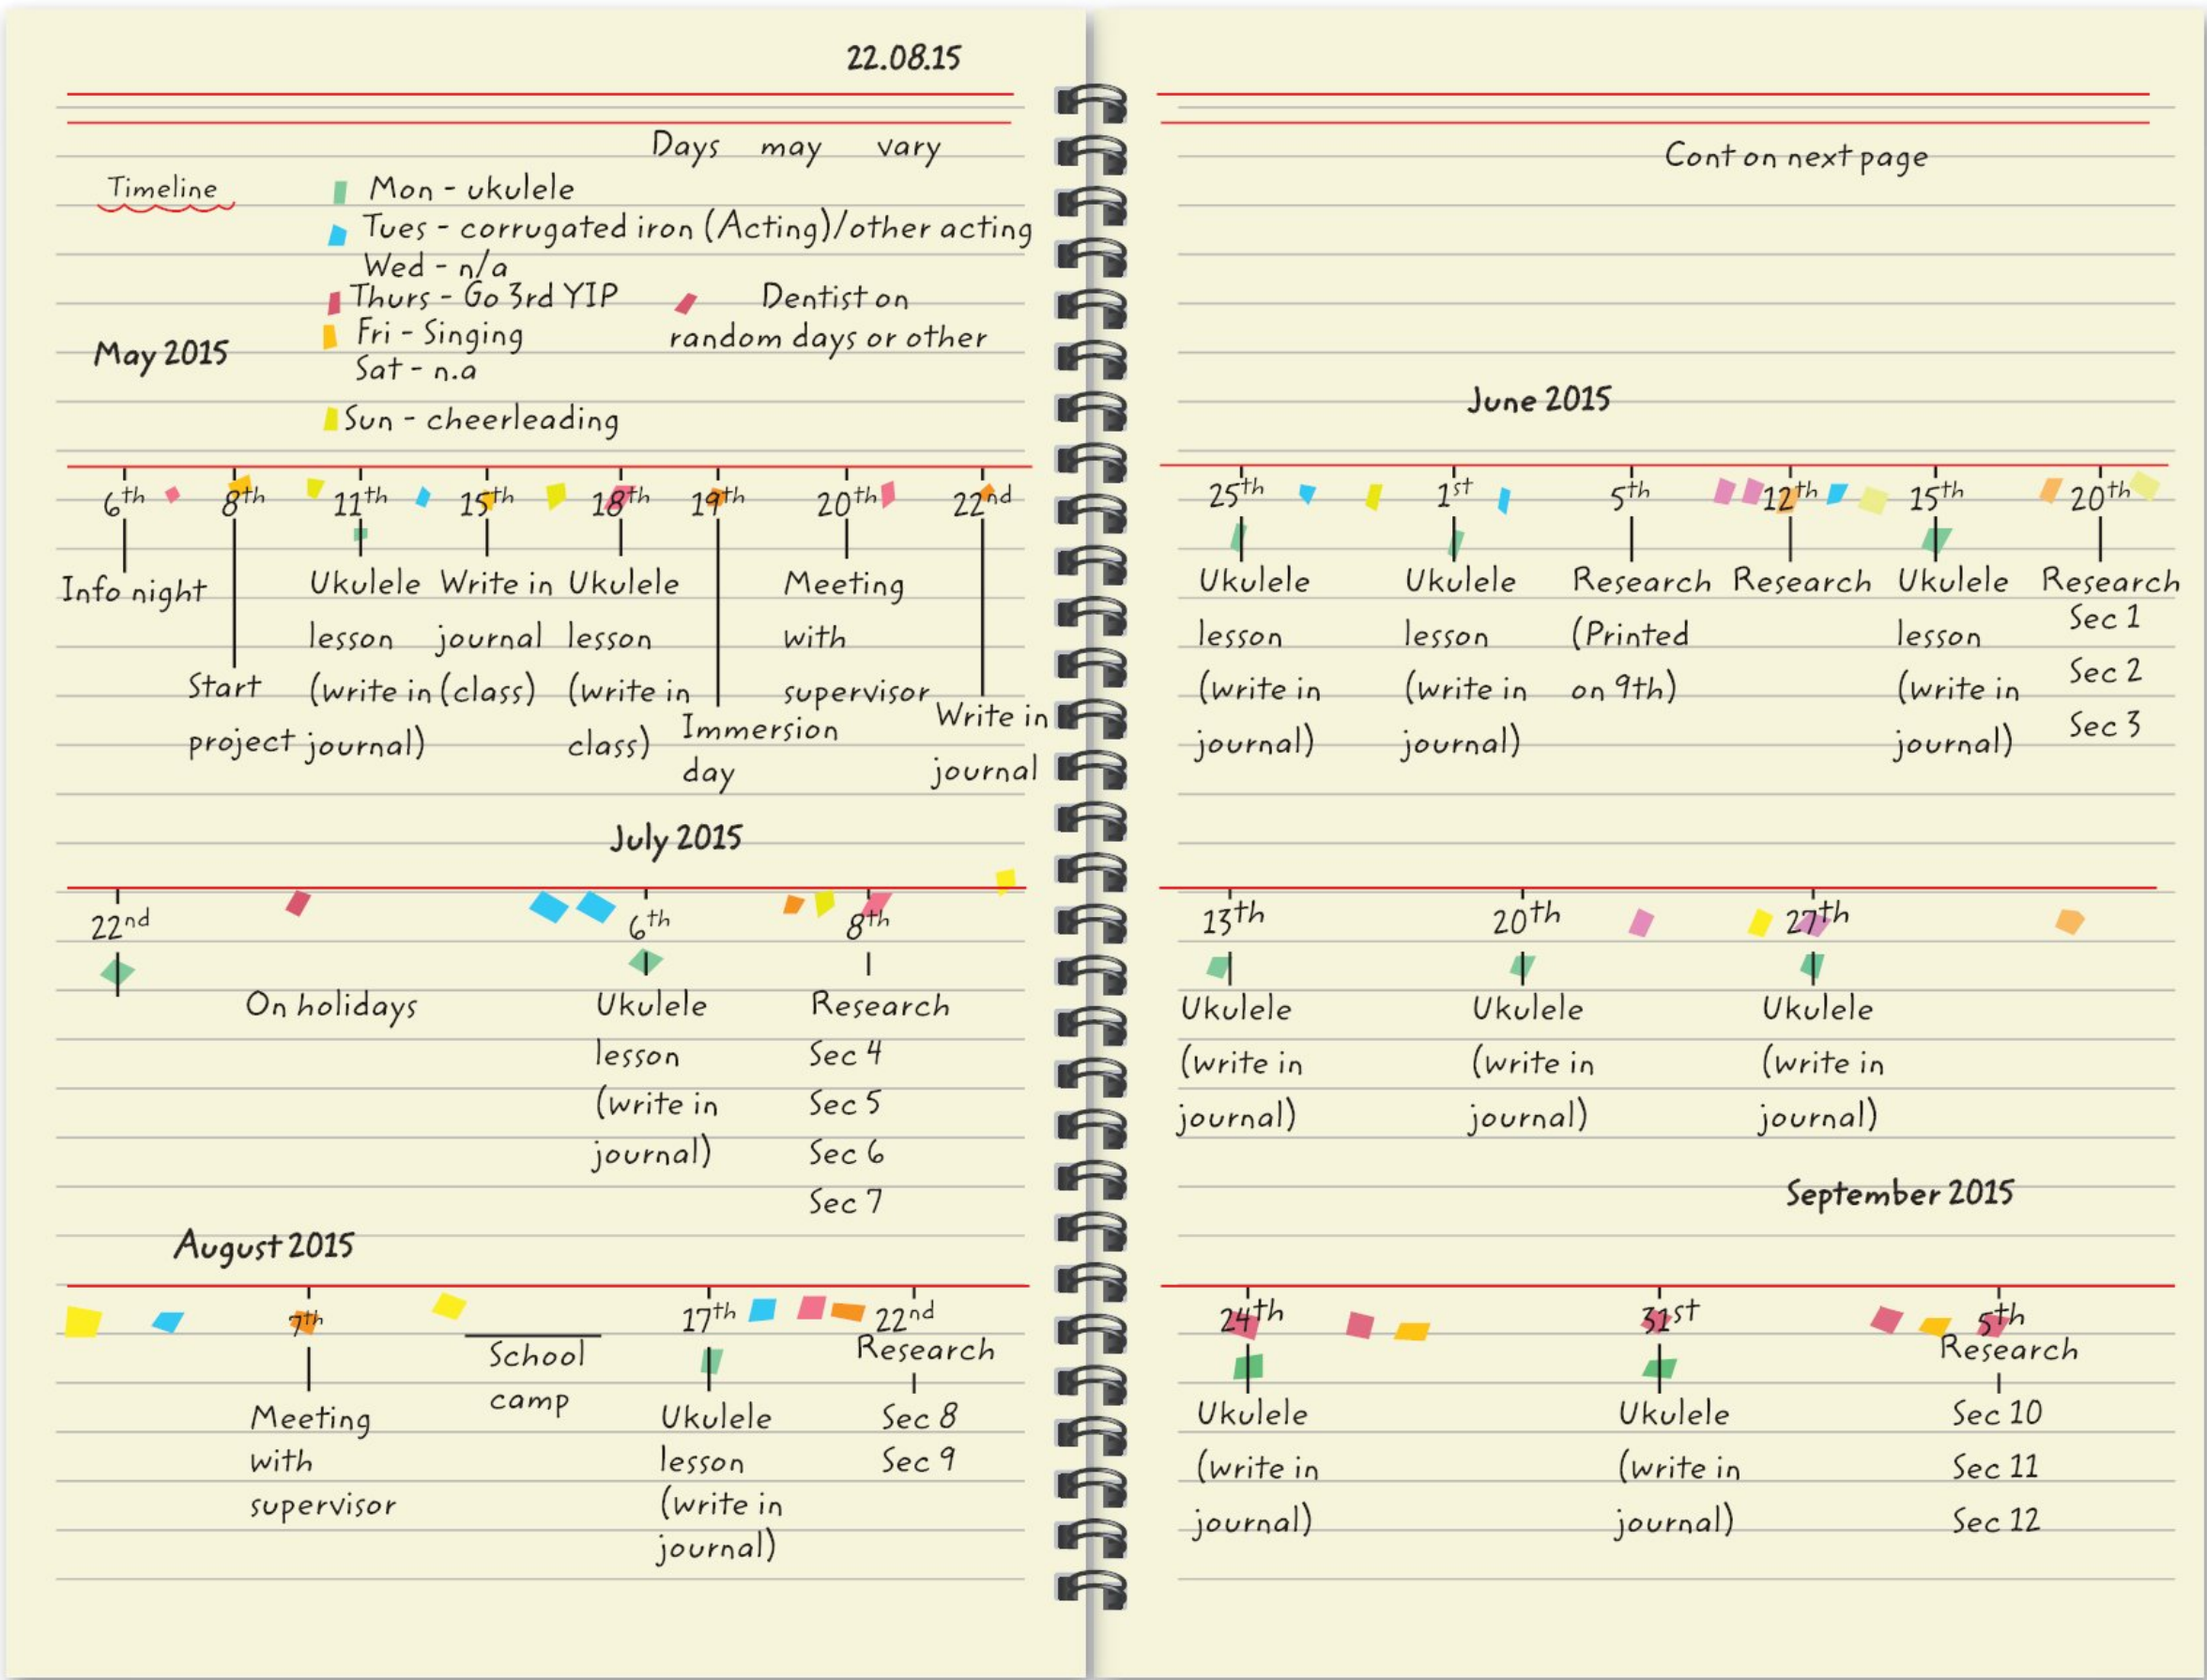 22.08.15
Days may vary
Timeline
Mon - ukulele
Tues - corrugated iron (Acting)/other acting
Wed - n/a
Thurs - Go 3rd YIP
Dentist on
random days or other
Fri - Singing
Sat - n.a
Sun - cheerleading
May 2015
6th 8th 11th 15th 18th 19th 20th 22nd
Info night
Start
project
Ukulele
lesson
(write in
journal)
Write in
journal
(class)
Ukulele
lesson
(write in
class)
Immersion
day
Meeting
with
supervisor
Write in
journal
Cont on next page
June 2015
25th 1st 5th 12th 15th 20th
Ukulele
lesson
(write in
journal)
Ukulele
lesson
(write in
journal)
Research
(Printed
on 9th)
Research
Ukulele
lesson
(write in
journal)
Research
Sec 1
Sec 2
Sec 3
July 2015
22nd 6th 8th
On holidays
Ukulele
lesson
(write in
journal)
Research
Sec 4
Sec 5
Sec 6
Sec 7
13th 20th 27th
Ukulele
(write in
journal)
Ukulele
(write in
journal)
Ukulele
(write in
journal)
August 2015
7th 17th 22nd
Meeting
with
supervisor
School
camp
Ukulele
lesson
(write in
journal)
Research
Sec 8
Sec 9
September 2015
24th 31st 5th
Ukulele
(write in
journal)
Ukulele
(write in
journal)
Research
Sec 10
Sec 11
Sec 12